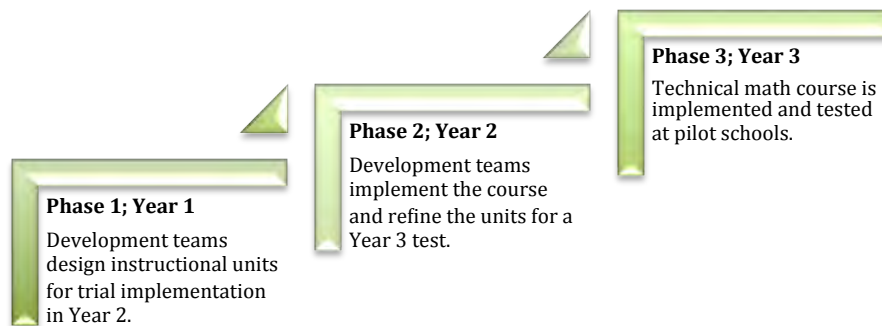 Phase 1; Year 1
Development teams
design instructional units
for trial implementation
in Year 2.
Phase 2; Year 2
Development teams
implement the course
and refine the units for a
Year 3 test.
Phase 3; Year 3
Technical math course is
implemented and tested
at pilot schools.